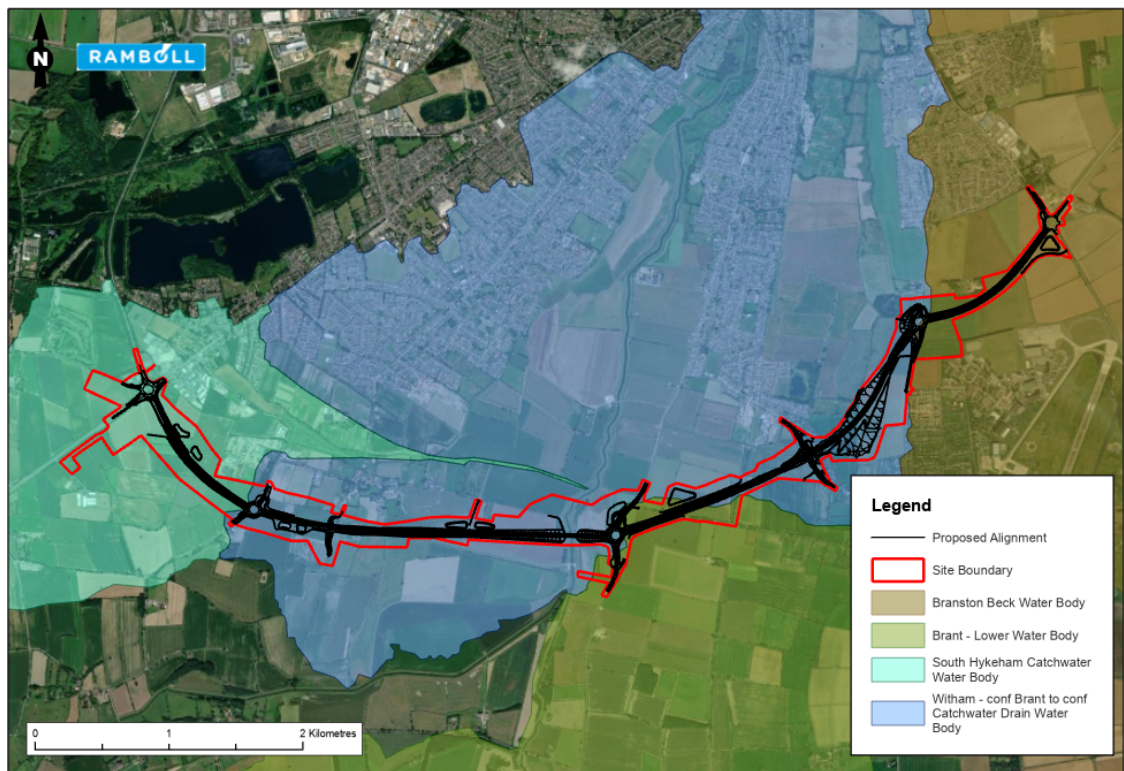 N
RAMBOLL
Legend
Proposed Alignment
Site Boundary
Branston Beck Water Body
Brant - Lower Water Body
South Hykeham Catchwater
Water Body
Witham - conf Brant to conf
Catchwater Drain Water
Body
0 1 2 Kilometres